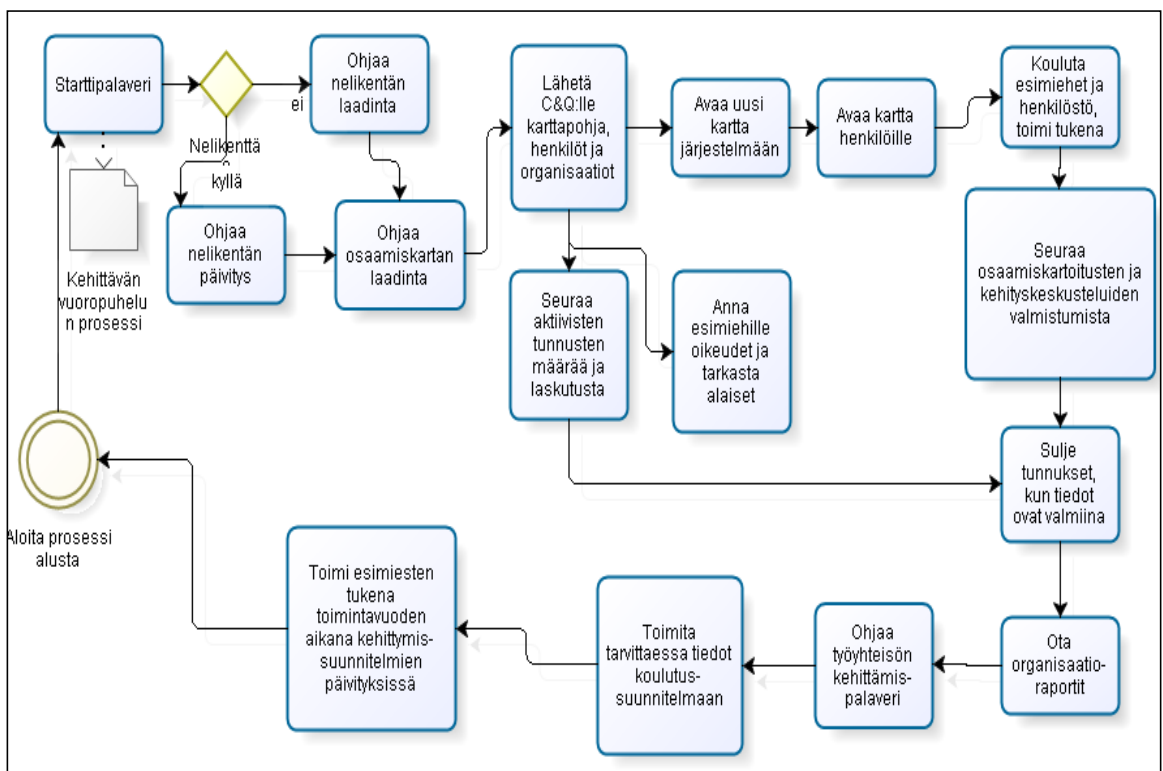 Starttipalaveri
Nelikenttä
kyllä
ei
Ohjaa
nelikentän
laadinta
Kehittävän
vuoropuhelu
n prosessi
Ohjaa
nelikentän
päivitys
Ohjaa
osaamiskartan
laadinta
Lähetä
C&Q:lle
karttapohja,
henkilöt ja
organisaatiot
Avaa uusi
kartta
järjestelmään
Avaa kartta
henkilöille
Kouluta
esimiehet ja
henkilöstö,
toimi tukena
Seuraa
aktiivisten
tunnusten
määrää ja
laskutusta
Anna
esimiehille
oikeudet ja
tarkasta
alaiset
Seuraa
osaamiskartoitusten ja
kehityskeskusteluiden
valmistumista
Sulje
tunnukset,
kun tiedot
ovat valmiina
Ota
organisaatio-
raportit
Ohjaa
työyhteisön
kehittämis-
palaveri
Toimita
tarvittaessa tiedot
koulutus-
suunnitelmaan
Toimi esimiesten
tukena
toimintavuoden
aikana kehittymis-
suunnitelmien
päivityksissä
Aloita prosessi
alusta